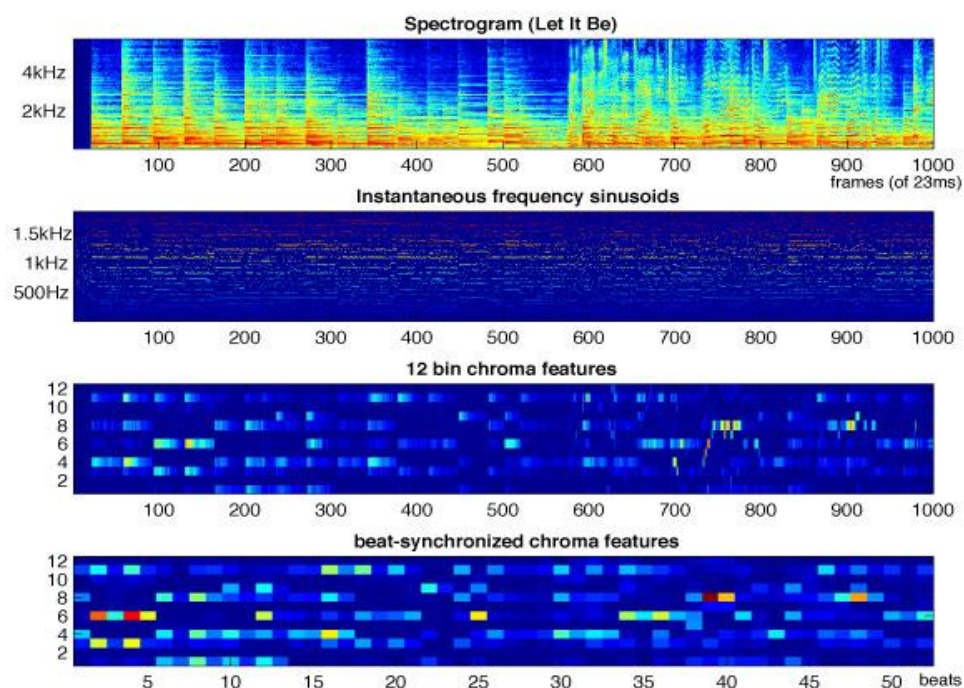 Spectrogram (Let It Be)
4kHz
2kHz
100 200 300 400 500 600 700 800 900 1000
frames (of 23ms)
Instantaneous frequency sinusoids
1.5kHz
1kHz
500Hz
100 200 300 400 500 600 700 800 900 1000
12 bin chroma features
12
10
8
6
4
2
100 200 300 400 500 600 700 800 900 1000
beat-synchronized chroma features
12
10
8
6
4
2
5 10 15 20 25 30 35 40 45 50 beats